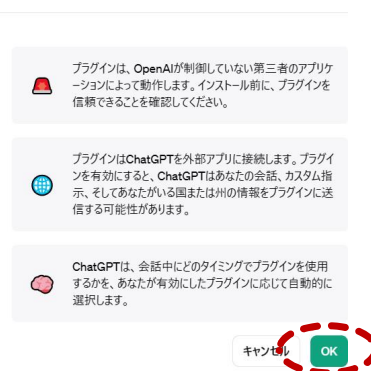 プラグインは、OpenAIが制御していない第三者のアプリケ
ーションによって動作します。インストール前に、プラグインを
信頼できることを確認してください。
プラグインはChatGPTを外部アプリに接続します。プラグイ
ンを有効にすると、ChatGPTはあなたの会話、カスタム指
示、そしてあなたがいる国または州の情報をプラグインに送
信する可能性があります。
ChatGPTは、会話中にどのタイミングでプラグインを使用
するかを、あなたが有効にしたプラグインに応じて自動的に
選択します。
キャンセル OK